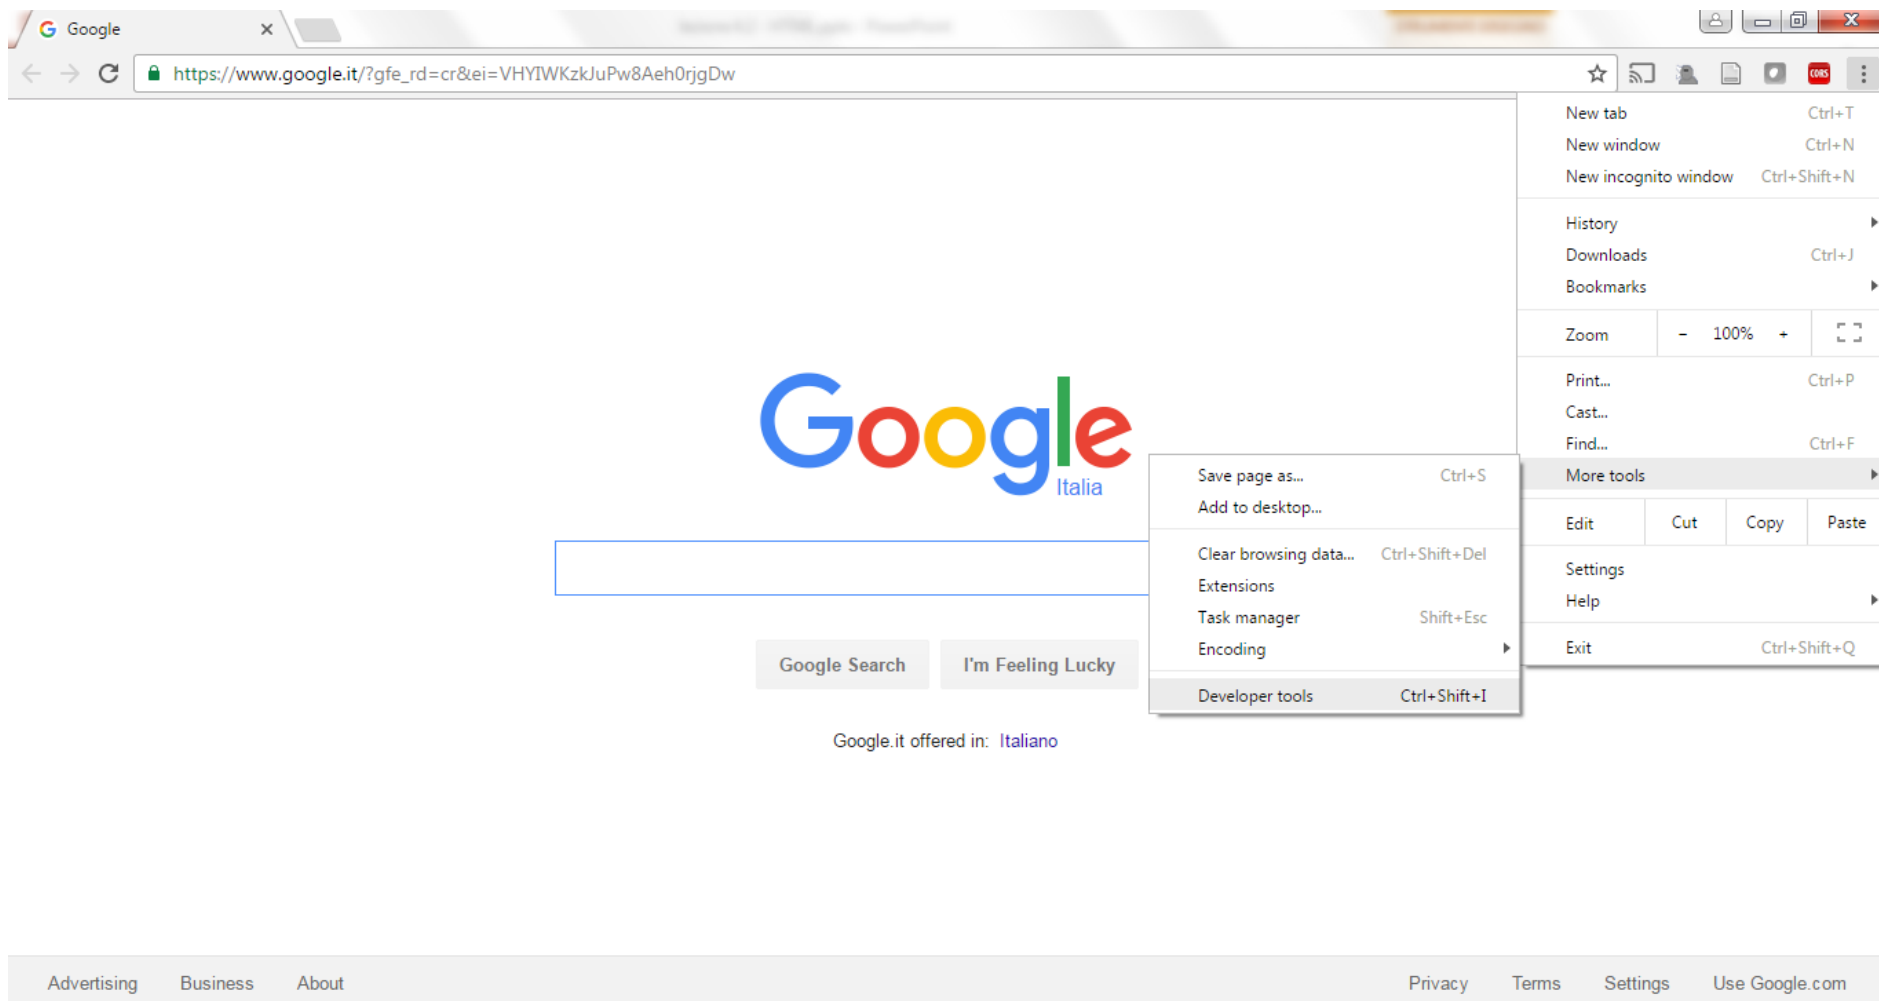 Google
https://www.google.it/?gfe_rd=cr&ei=VHYIWKzkJuPw8Aeh0rjgDw
CORS
New tab Ctrl+T
New window Ctrl+N
New incognito window Ctrl+Shift+N
History
Downloads Ctrl+J
Bookmarks
Zoom - 100% +
Print... Ctrl+P
Cast...
Find... Ctrl+F
More tools
Edit Cut Copy Paste
Settings
Help
Exit Ctrl+Shift+Q
Save page as... Ctrl+S
Add to desktop...
Clear browsing data... Ctrl+Shift+Del
Extensions
Task manager Shift+Esc
Encoding
Developer tools Ctrl+Shift+I
Google
Italia
Google Search I'm Feeling Lucky
Google.it offered in: Italiano
Advertising Business About Privacy Terms Settings Use Google.com